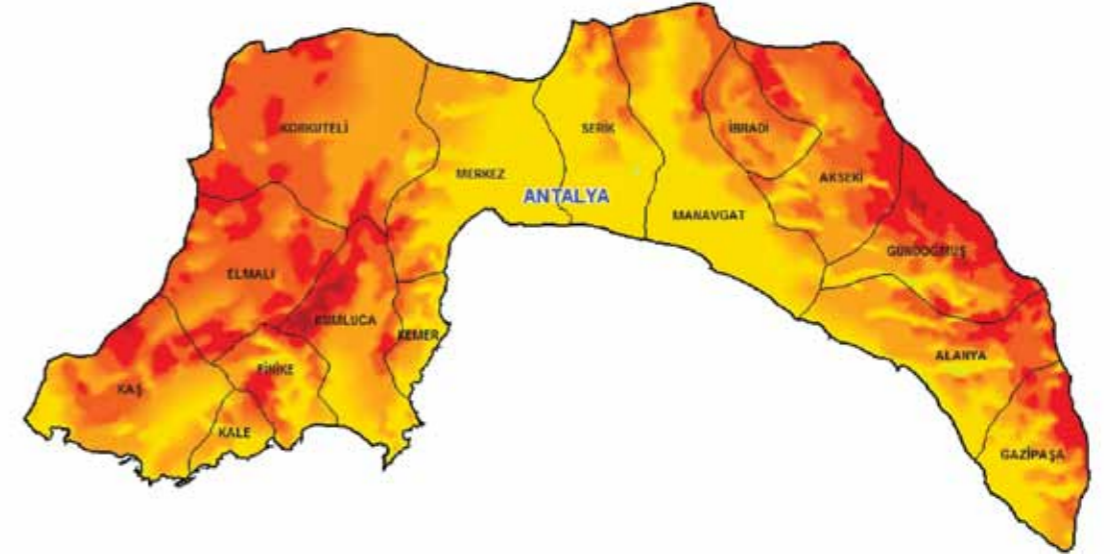 KORKUTELİ
SERİK
İBRADI
MERKEZ
AKSEKİ
ANTALYA
MANAVGAT
GÜNDOĞMUŞ
ELMALI
KUMLUCA
KEMER
ALANYA
FİNİKE
KAŞ
KALE
GAZİPAŞA